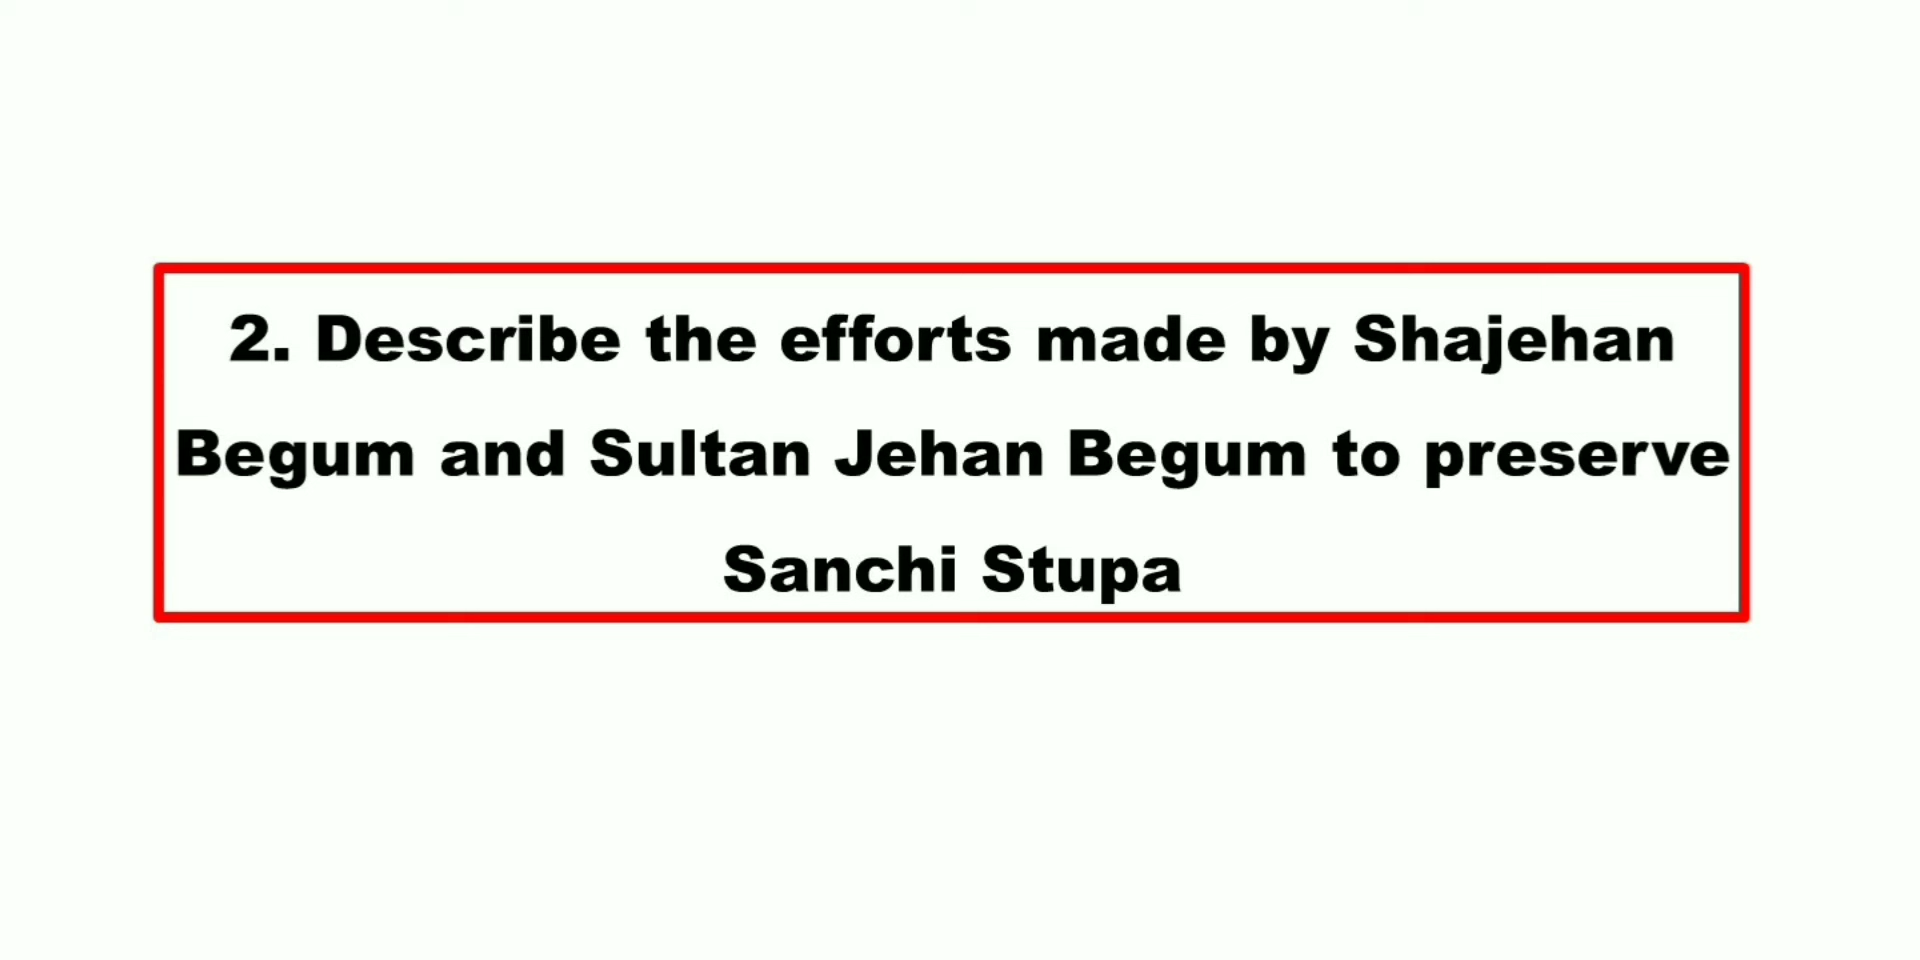 2. Describe the efforts made by Shajehan
Begum and Sultan Jehan Begum to preserve
Sanchi Stupa